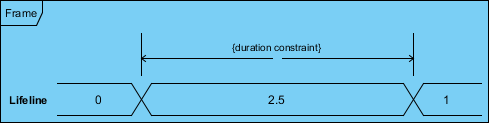 Frame
{duration constraint}
Lifeline 0 2.5 1